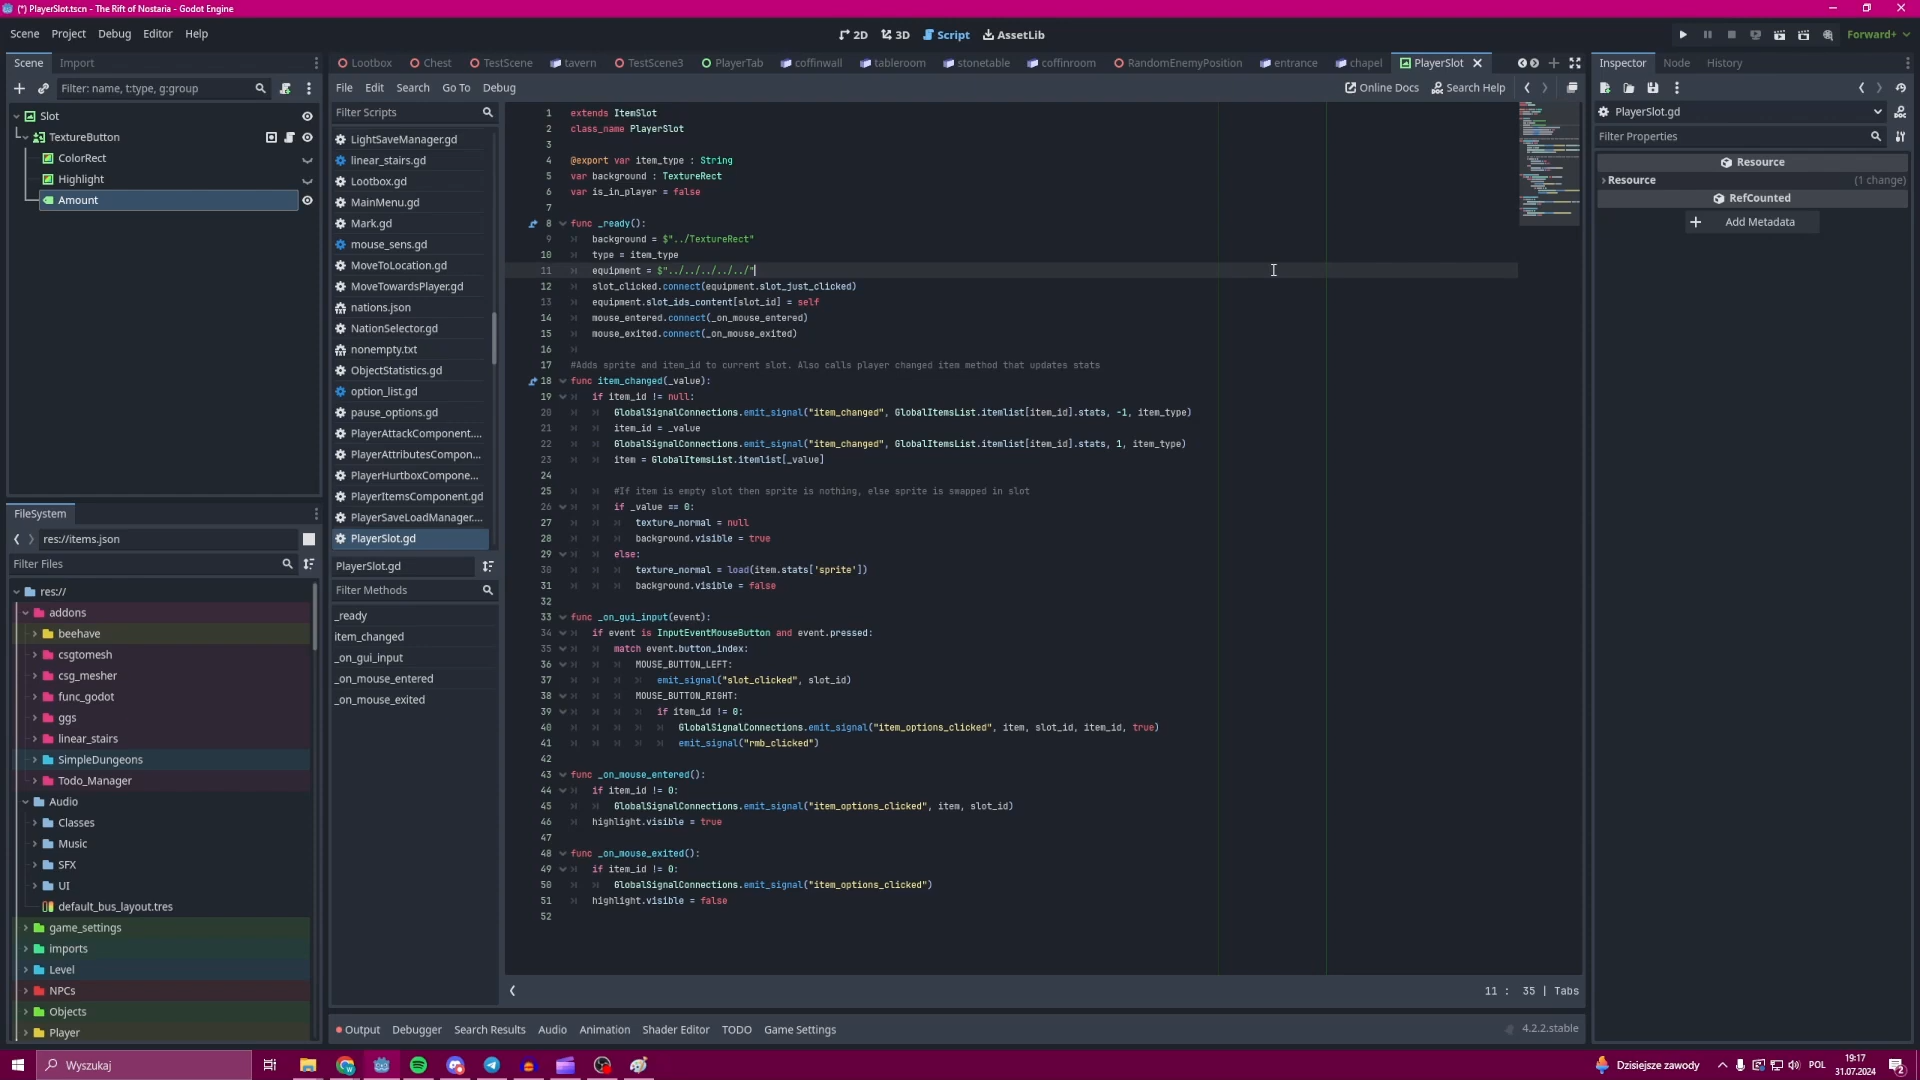 (*) PlayerSlot.tscn - The Rift of Nostaria - Godot Engine
Scene Project Debug Editor Help
2D 3D Script AssetLib
Forward+
Scene Import
Lootbox Chest TestScene tavern TestScene3 PlayerTab coffinwall tableroom stonetable coffinroom RandomEnemyPosition entrance chapel PlayerSlot
Inspector Node History
Filter: name, t:type, g:group
File Edit Search Go To Debug
Online Docs Search Help
Slot
TextureButton
ColorRect
Highlight
Amount
FileSystem
res://items.json
Filter Files
res://
addons
beehave
csgtomesh
csg_mesher
func_godot
ggs
linear_stairs
SimpleDungeons
Todo_Manager
Audio
Classes
Music
SFX
UI
default_bus_layout.tres
game_settings
imports
Level
NPCs
Objects
Player
Filter Scripts
LightSaveManager.gd
linear_stairs.gd
Lootbox.gd
MainMenu.gd
Mark.gd
mouse_sens.gd
MoveToLocation.gd
MoveTowardsPlayer.gd
nations.json
NationSelector.gd
nonempty.txt
ObjectStatistics.gd
option_list.gd
pause_options.gd
PlayerAttackComponent....
PlayerAttributesCompon...
PlayerHurtboxCompone...
PlayerItemsComponent.gd
PlayerSaveLoadManager....
PlayerSlot.gd
PlayerSlot.gd
Filter Methods
_ready
item_changed
_on_gui_input
_on_mouse_entered
_on_mouse_exited
1 extends ItemSlot
2 class_name PlayerSlot
3
4 @export var item_type : String
5 var background : TextureRect
6 var is_in_player = false
7
8 func _ready():
9 background = $"../TextureRect"
10 type = item_type
11 equipment = $"../../../../../"
12 slot_clicked.connect(equipment.slot_just_clicked)
13 equipment.slot_ids_content[slot_id] = self
14 mouse_entered.connect(_on_mouse_entered)
15 mouse_exited.connect(_on_mouse_exited)
16
17 #Adds sprite and item_id to current slot. Also calls player changed item method that updates stats
18 func item_changed(_value):
19 if item_id != null:
20 GlobalSignalConnections.emit_signal("item_changed", GlobalItemsList.itemlist[item_id].stats, -1, item_type)
21 item_id = _value
22 GlobalSignalConnections.emit_signal("item_changed", GlobalItemsList.itemlist[item_id].stats, 1, item_type)
23 item = GlobalItemsList.itemlist[_value]
24
25 #If item is empty slot then sprite is nothing, else sprite is swapped in slot
26 if _value == 0:
27 texture_normal = null
28 background.visible = true
29 else:
30 texture_normal = load(item.stats['sprite'])
31 background.visible = false
32
33 func _on_gui_input(event):
34 if event is InputEventMouseButton and event.pressed:
35 match event.button_index:
36 MOUSE_BUTTON_LEFT:
37 emit_signal("slot_clicked", slot_id)
38 MOUSE_BUTTON_RIGHT:
39 if item_id != 0:
40 GlobalSignalConnections.emit_signal("item_options_clicked", item, slot_id, item_id, true)
41 emit_signal("rmb_clicked")
42
43 func _on_mouse_entered():
44 if item_id != 0:
45 GlobalSignalConnections.emit_signal("item_options_clicked", item, slot_id)
46 highlight.visible = true
47
48 func _on_mouse_exited():
49 if item_id != 0:
50 GlobalSignalConnections.emit_signal("item_options_clicked")
51 highlight.visible = false
52
11 : 35 | Tabs
Output Debugger Search Results Audio Animation Shader Editor TODO Game Settings
4.2.2.stable
PlayerSlot.gd
Filter Properties
Resource
Resource (1 change)
RefCounted
Add Metadata
Wyszukaj
Dzisiejsze zawody
POL
19:17
31.07.2024
2